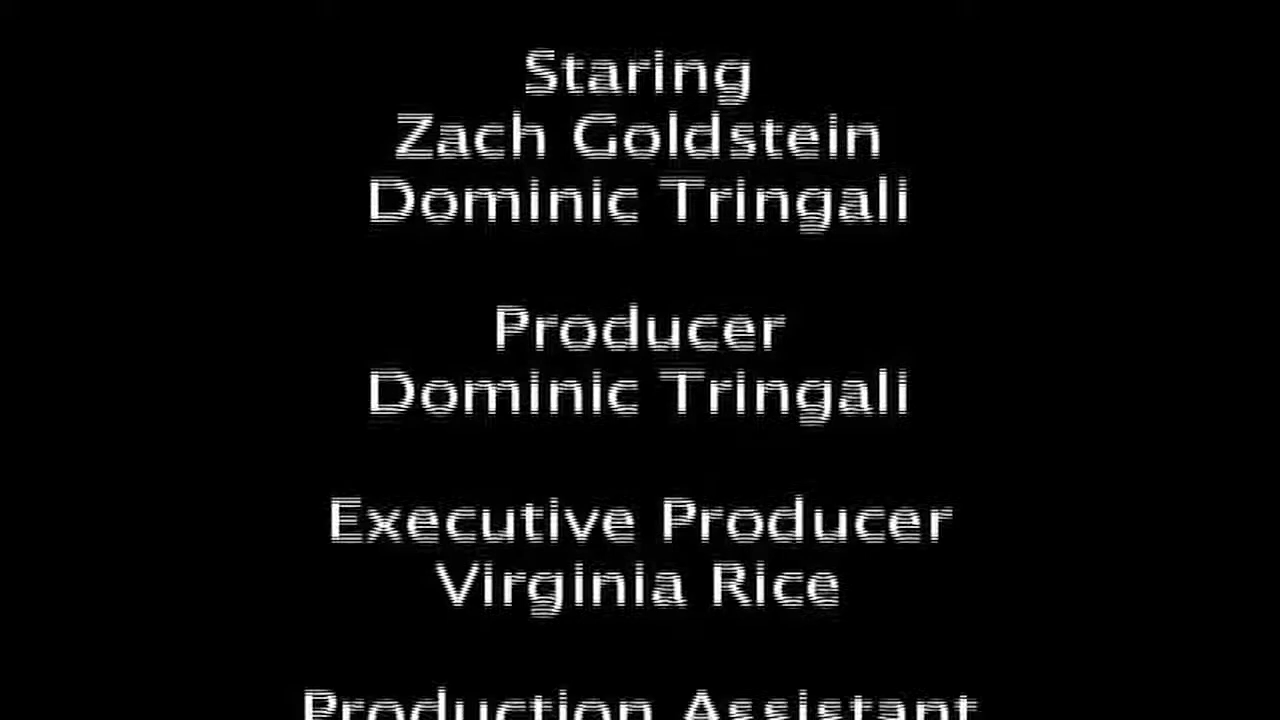 Staring
Zach Goldstein
Dominic Tringali
Producer
Dominic Tringali
Executive Producer
Virginia Rice
Production Assistant